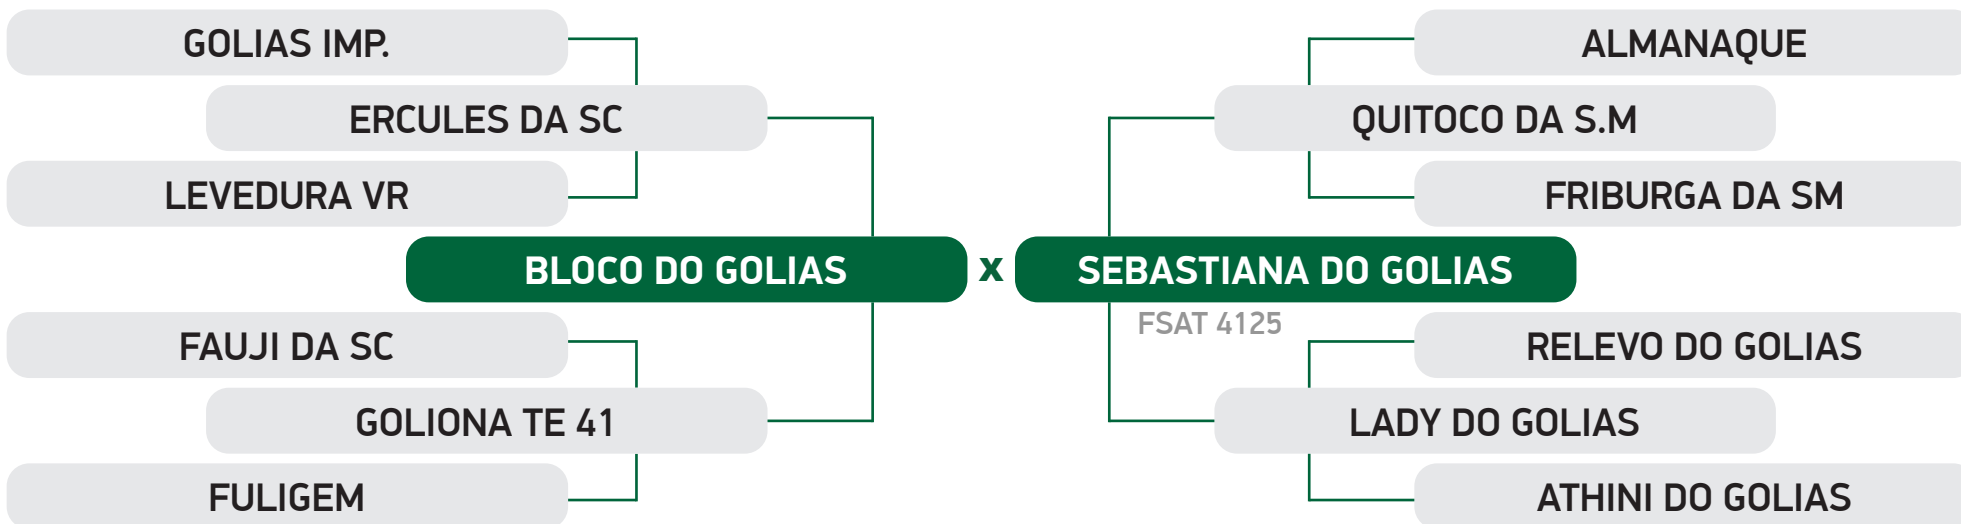 GOLIAS IMP.
ERCULES DA SC
LEVEDURA VR
BLOCO DO GOLIAS
FAUJI DA SC
GOLIONA TE 41
FULIGEM
x
ALMANAQUE
QUITOCO DA S.M
FRIBURGA DA SM
SEBASTIANA DO GOLIAS
FSAT 4125
RELEVO DO GOLIAS
LADY DO GOLIAS
ATHINI DO GOLIAS